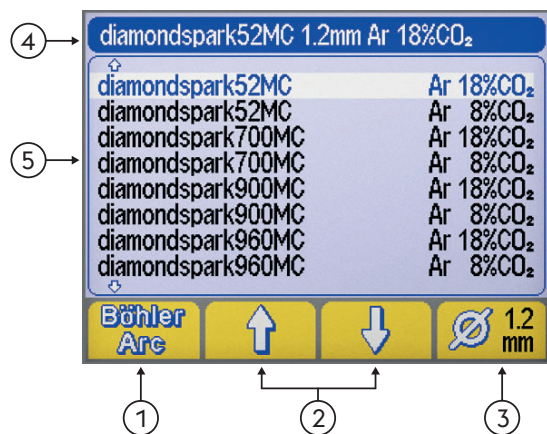 4
diamondspark52MC 1.2mm Ar 18%CO₂
5
diamondspark52MC Ar 18%CO₂
diamondspark52MC Ar 8%CO₂
diamondspark700MC Ar 18%CO₂
diamondspark700MC Ar 8%CO₂
diamondspark900MC Ar 18%CO₂
diamondspark900MC Ar 8%CO₂
diamondspark960MC Ar 18%CO₂
diamondspark960MC Ar 8%CO₂
Böhler
Arc
Ø 1.2
mm
1
2
3